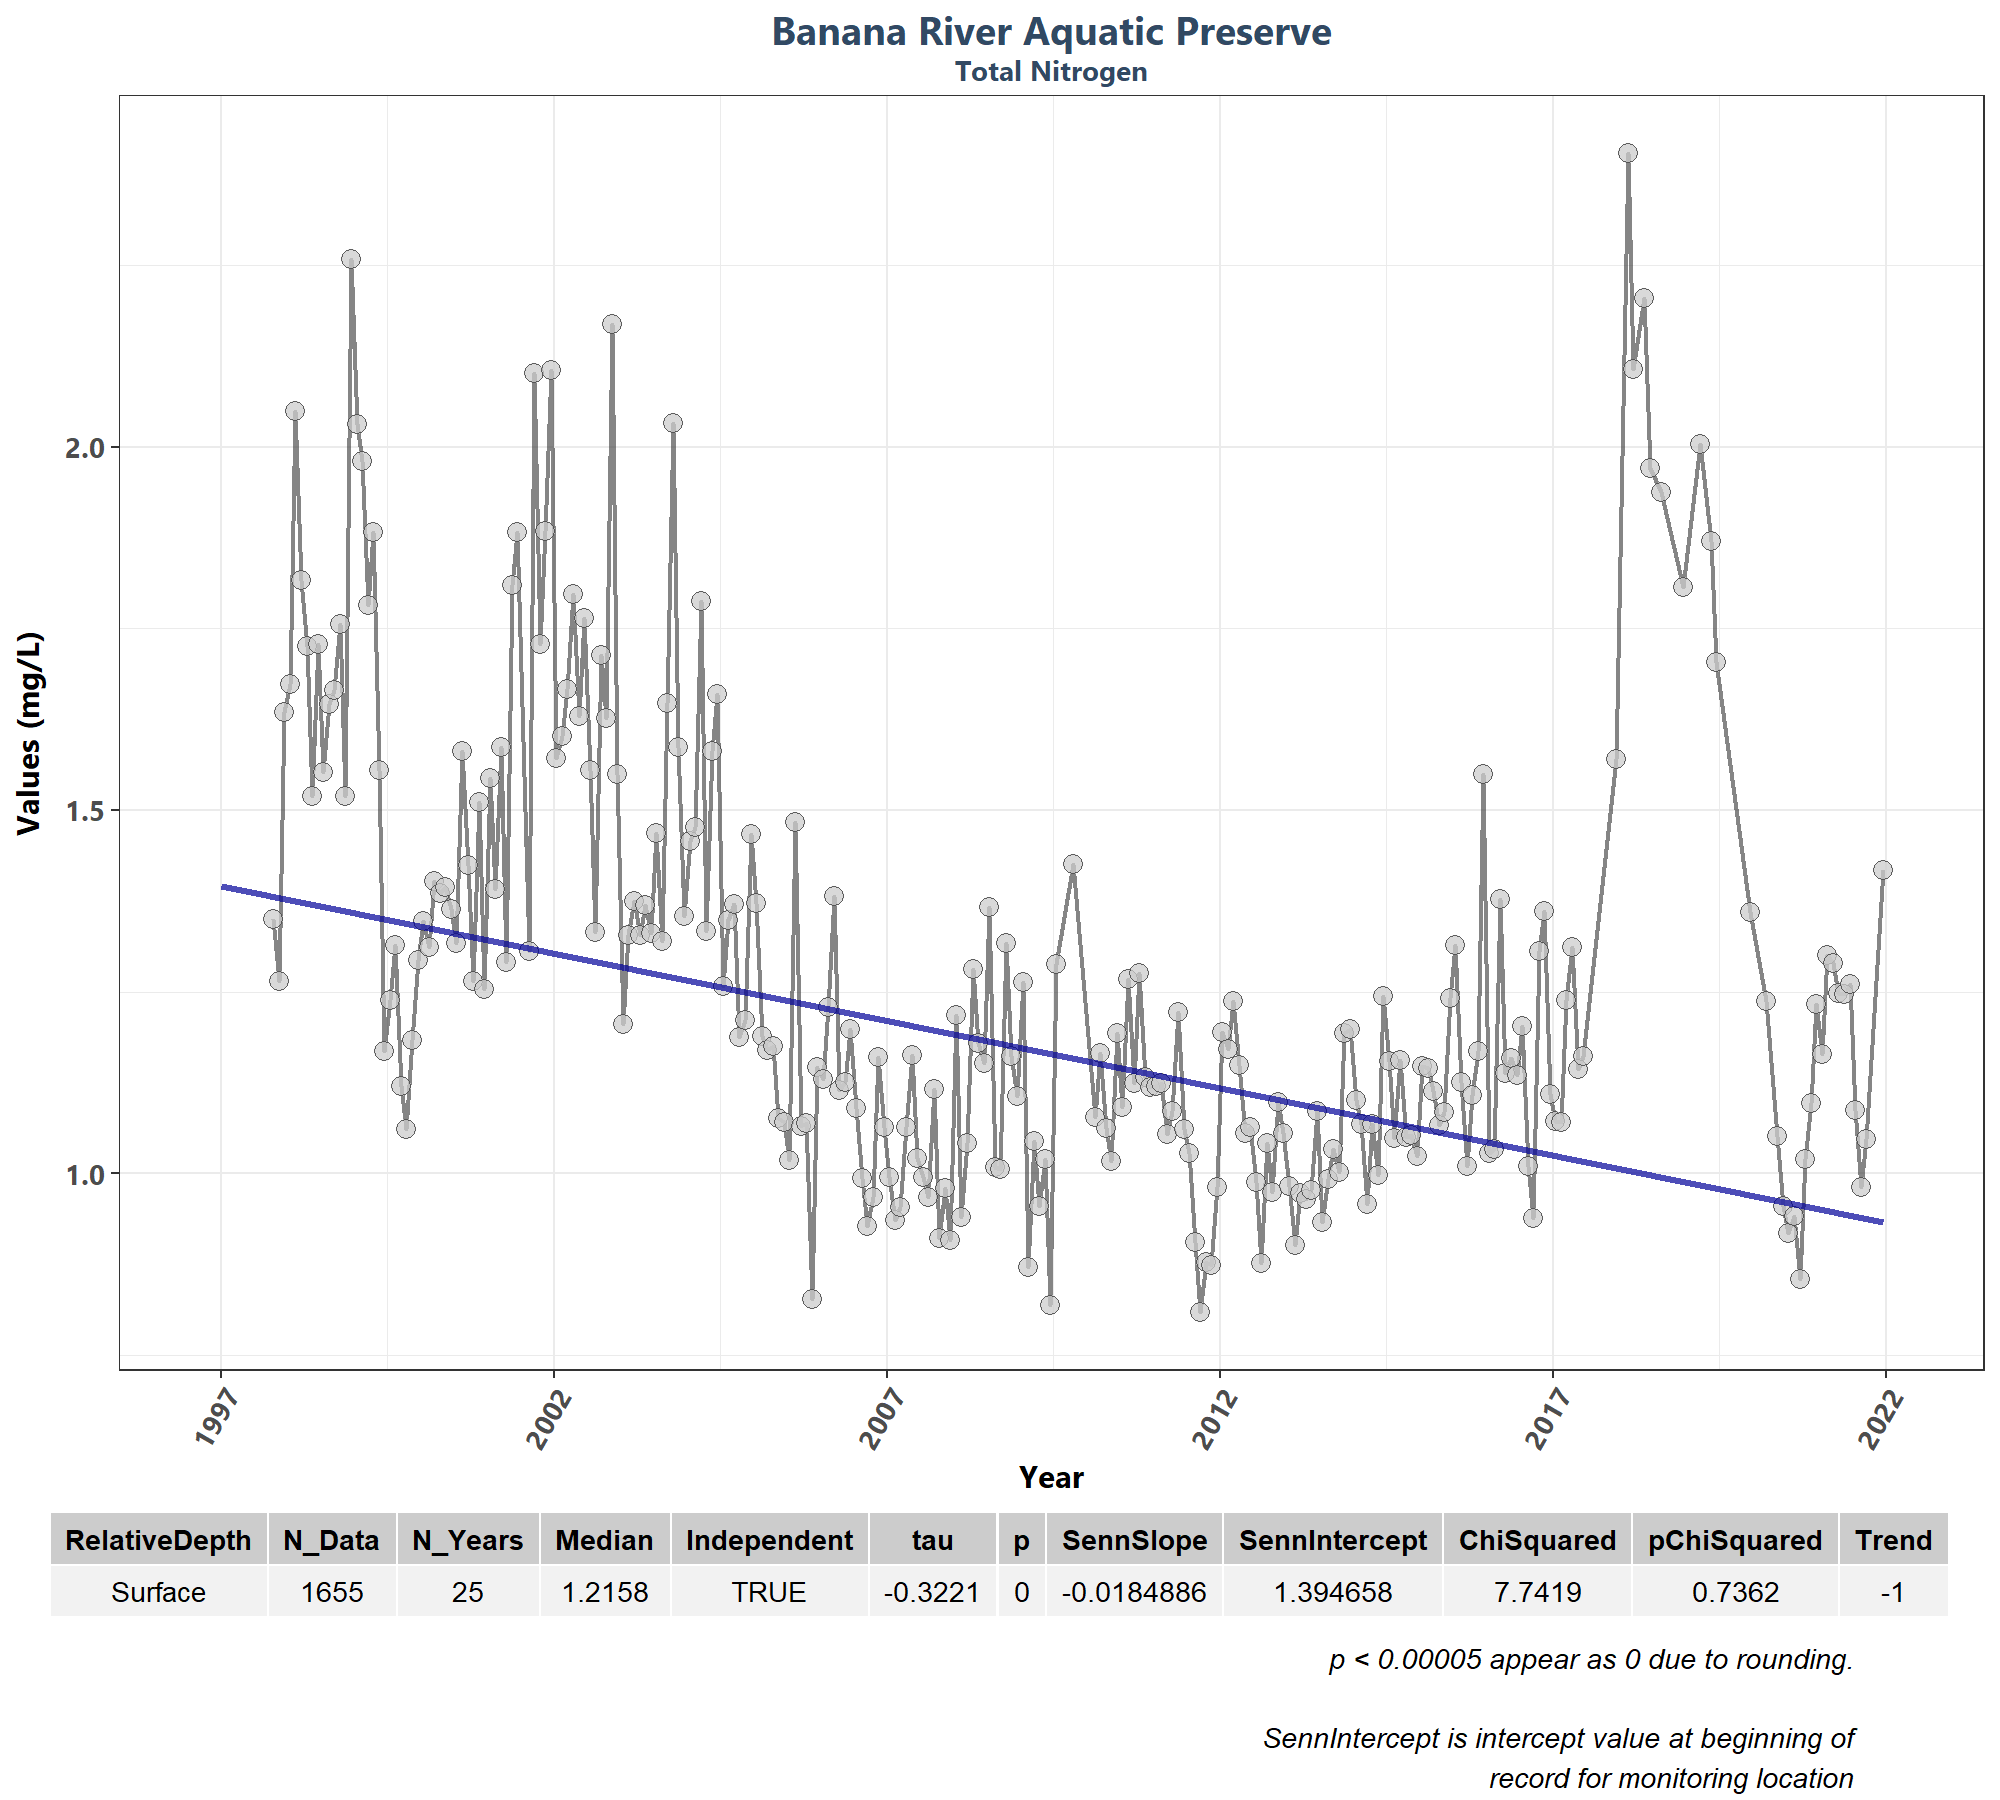 Banana River Aquatic Preserve
Total Nitrogen
Values (mg/L)
2.0
1.5
1.0
1997 2002 2007 2012 2017 2022
Year
RelativeDepth N_Data N_Years Median Independent tau p SennSlope SennIntercept ChiSquared pChiSquared Trend
Surface 1655 25 1.2158 TRUE -0.3221 0 -0.0184886 1.394658 7.7419 0.7362 -1
p < 0.00005 appear as 0 due to rounding.
SennIntercept is intercept value at beginning of
record for monitoring location